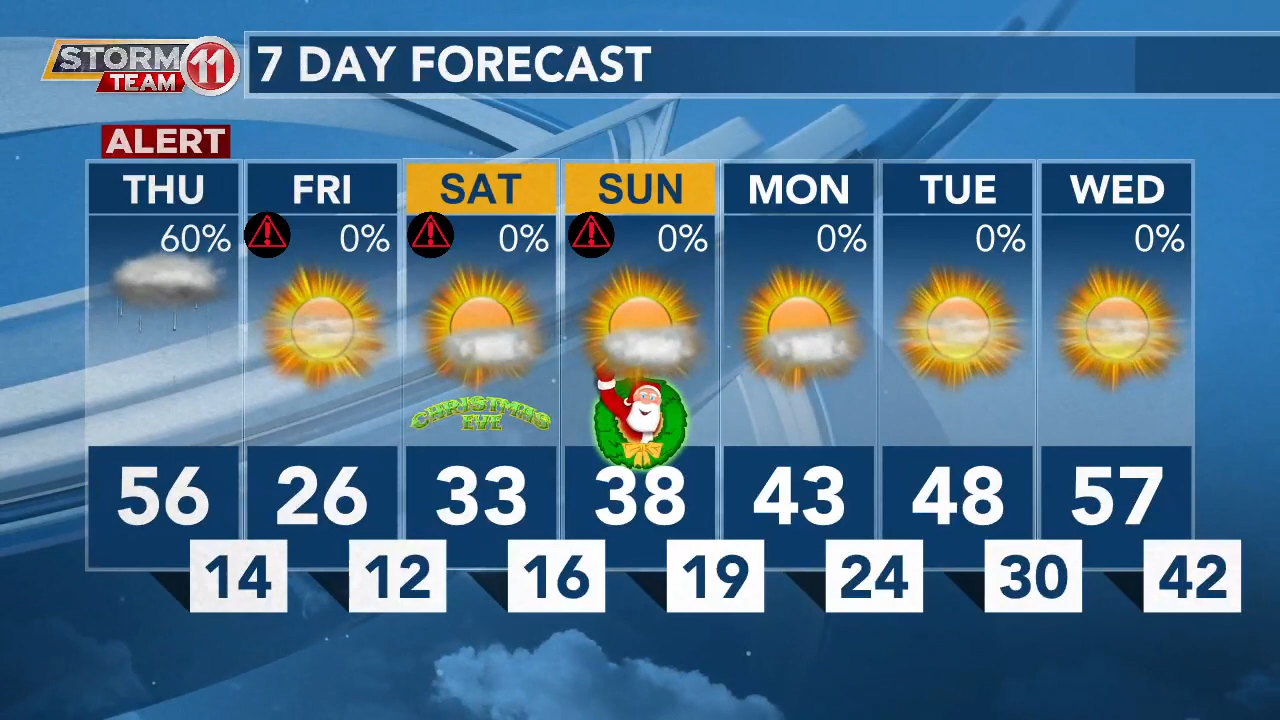 STORM
TEAM
11
7 DAY FORECAST
ALERT
THU FRI SAT SUN MON TUE WED
60% 0% 0% 0% 0% 0% 0%
CHRISTMAS
EVE
56 26 33 38 43 48 57
14 12 16 19 24 30 42